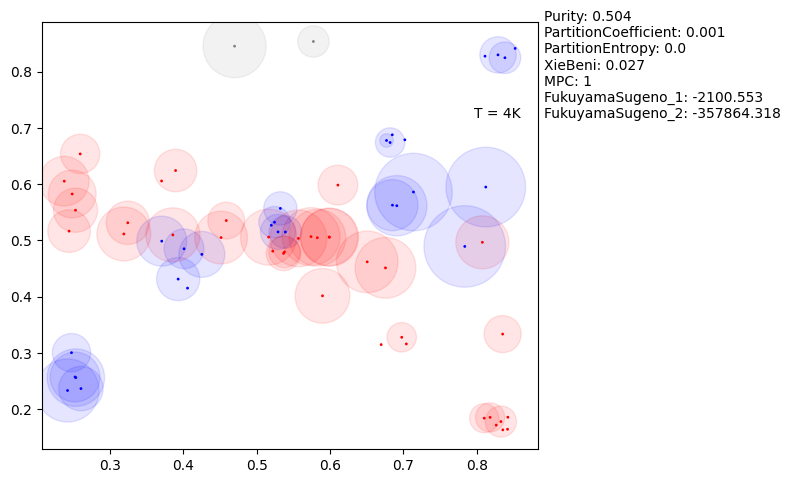 Purity: 0.504
PartitionCoefficient: 0.001
PartitionEntropy: 0.0
XieBeni: 0.027
MPC: 1
FukuyamaSugeno_1: -2100.553
FukuyamaSugeno_2: -357864.318
T = 4K
0.8
0.7
0.6
0.5
0.4
0.3
0.2
0.3 0.4 0.5 0.6 0.7 0.8